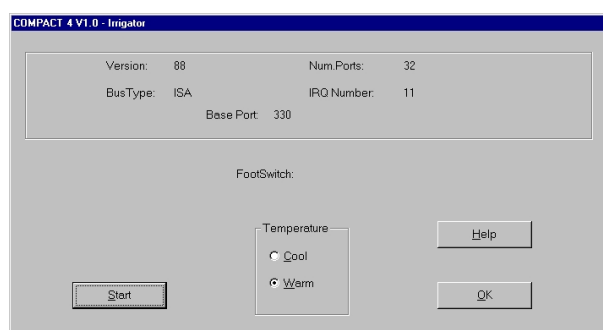 COMPACT 4 V1.0 - Irrigator
Version: 88 Num.Ports: 32
BusType: ISA IRQ Number: 11
Base Port: 330
FootSwitch:
Temperature
Cool
Warm
Help
Start
OK